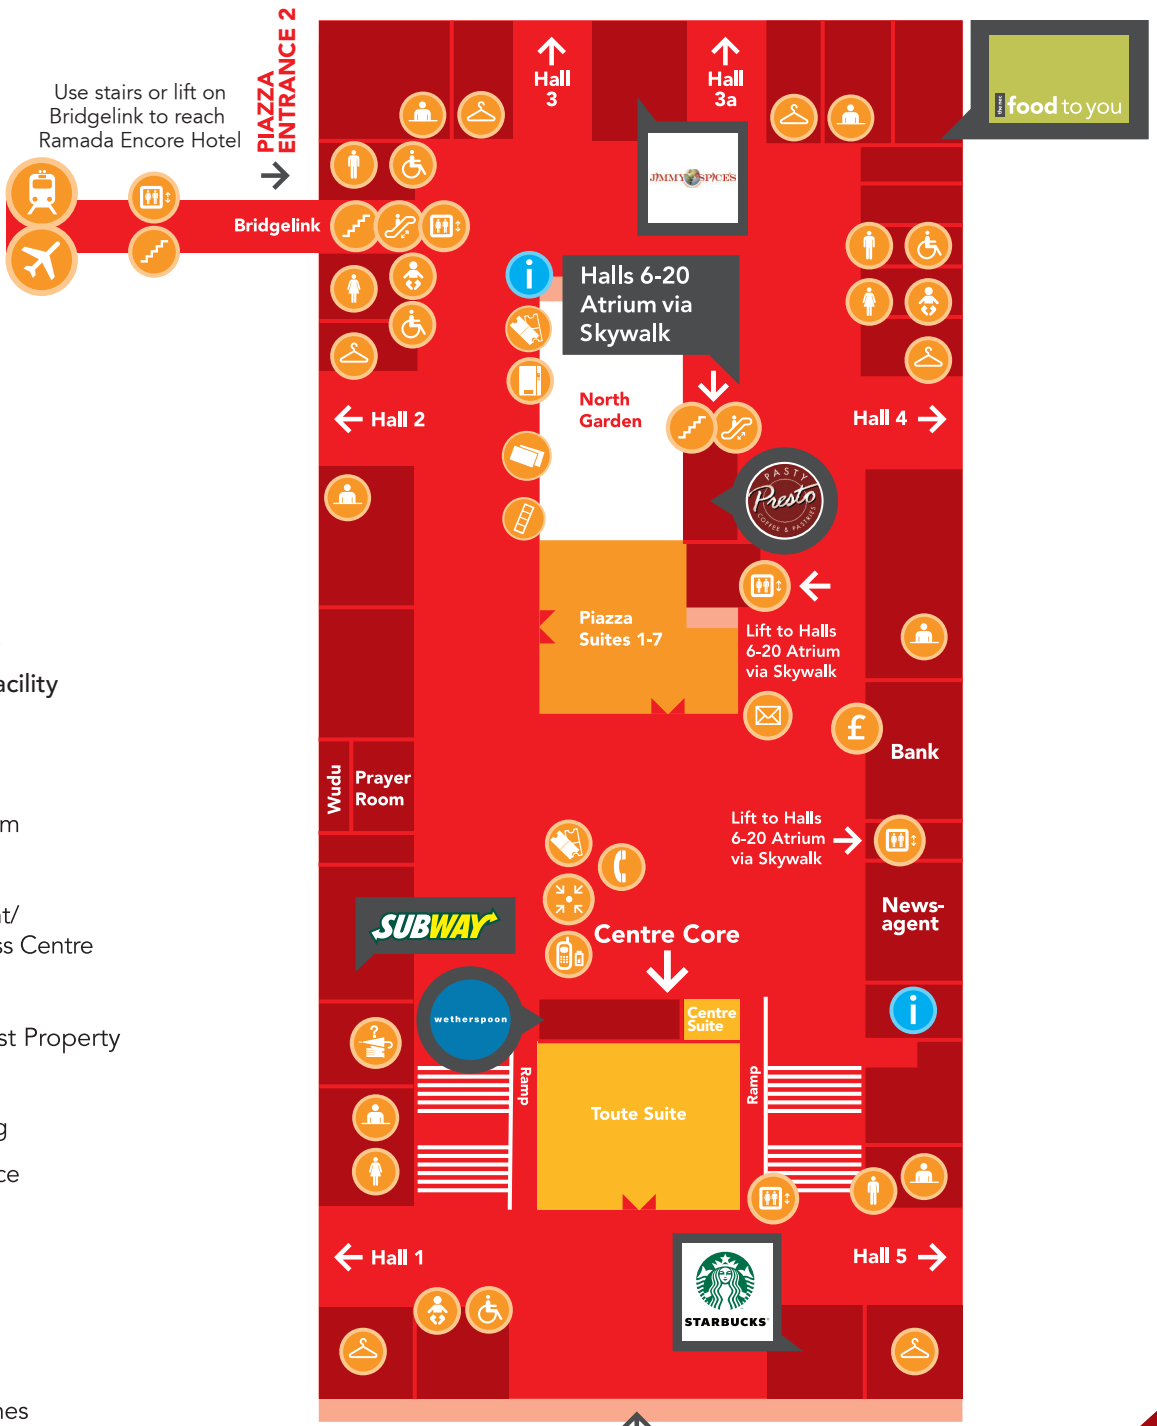 PIAZZA
ENTRANCE 2
Use stairs or lift on
Bridgelink to reach
Ramada Encore Hotel
Hall
3
Hall
3a
the nec
food to you
JIMMY SPICES
Bridgelink
i
Halls 6-20
Atrium via
Skywalk
North
Garden
Hall 2
Hall 4
PASTY
Presto
COFFEE & PASTRIES
Piazza
Suites 1-7
Lift to Halls
6-20 Atrium
via Skywalk
acility
£
Bank
Wudu
Prayer
Room
m
Lift to Halls
6-20 Atrium
via Skywalk
nt/
ss Centre
SUBWAY
News-
agent
Centre Core
i
wetherspoon
Centre
Suite
?
st Property
Ramp
Ramp
Toute Suite
g
ce
Hall 1
Hall 5
STARBUCKS
nes